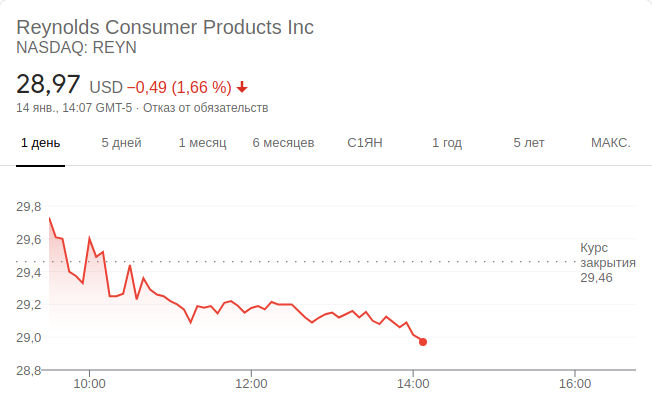 Reynolds Consumer Products Inc
NASDAQ: REYN
28,97 USD −0,49 (1,66 %)
14 янв., 14:07 GMT-5 · Отказ от обязательств
1 день 5 дней 1 месяц 6 месяцев С1ЯН 1 год 5 лет МАКС.
29,8
29,6
29,4
29,2
29,0
28,8
Курс
закрытия
29,46
10:00 12:00 14:00 16:00